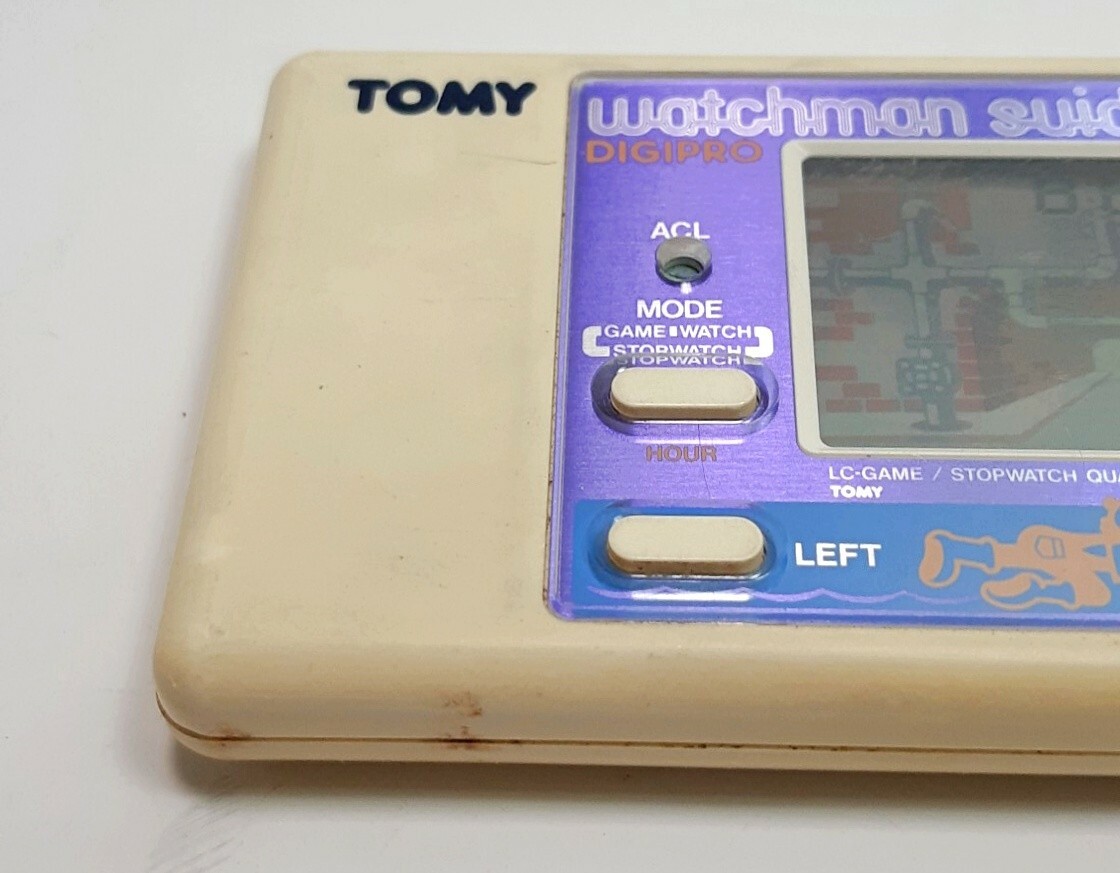 TOMY
watchman
DIGIPRO
ACL
MODE
GAME▪WATCH
STOPWATCH
HOUR
LC-GAME / STOPWATCH
TOMY
LEFT